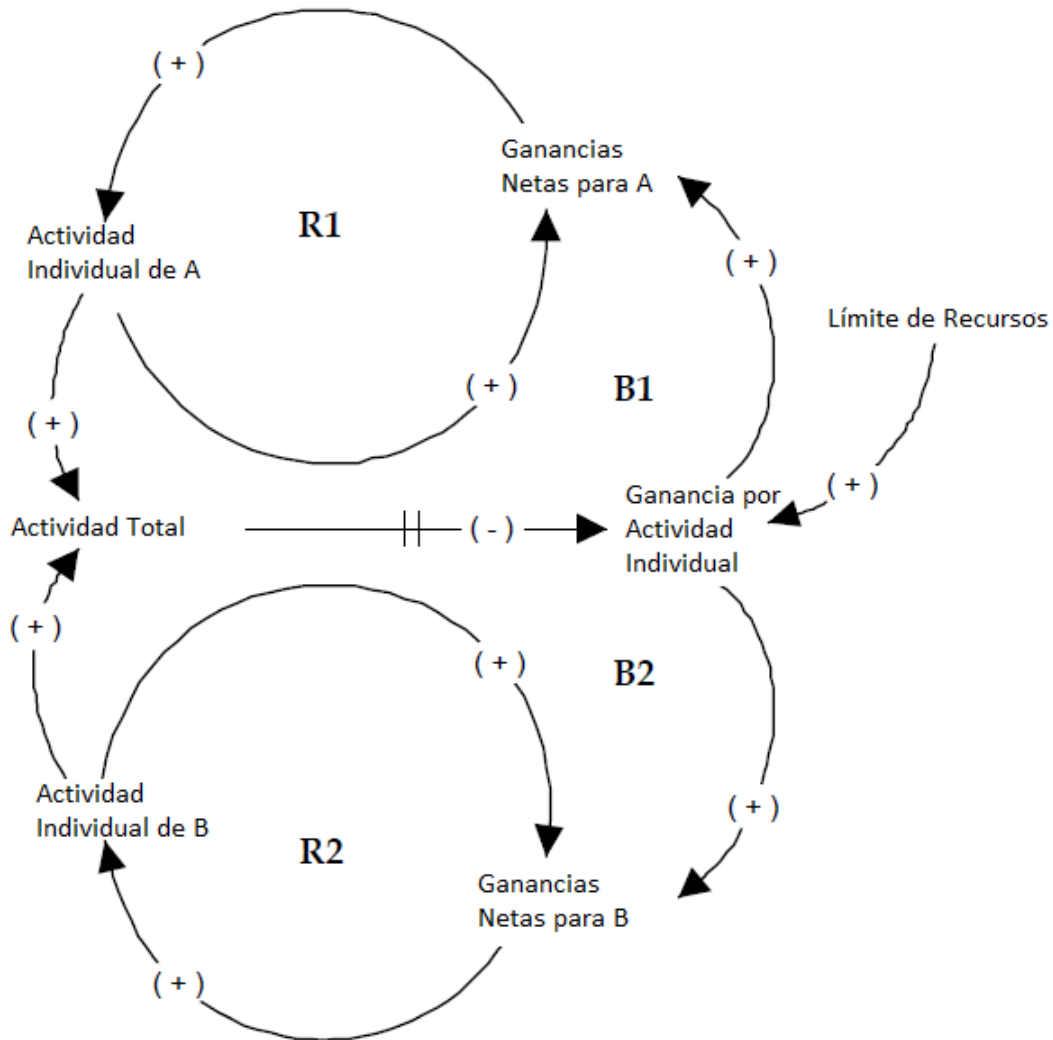 ( + )
Ganancias
Netas para A
R1
Actividad
Individual de A
( + )
Límite de Recursos
( + )
B1
( + )
( + )
Ganancia por
Actividad
Individual
Actividad Total
( - )
( + )
( + )
B2
Actividad
Individual de B
( + )
R2
Ganancias
Netas para B
( + )